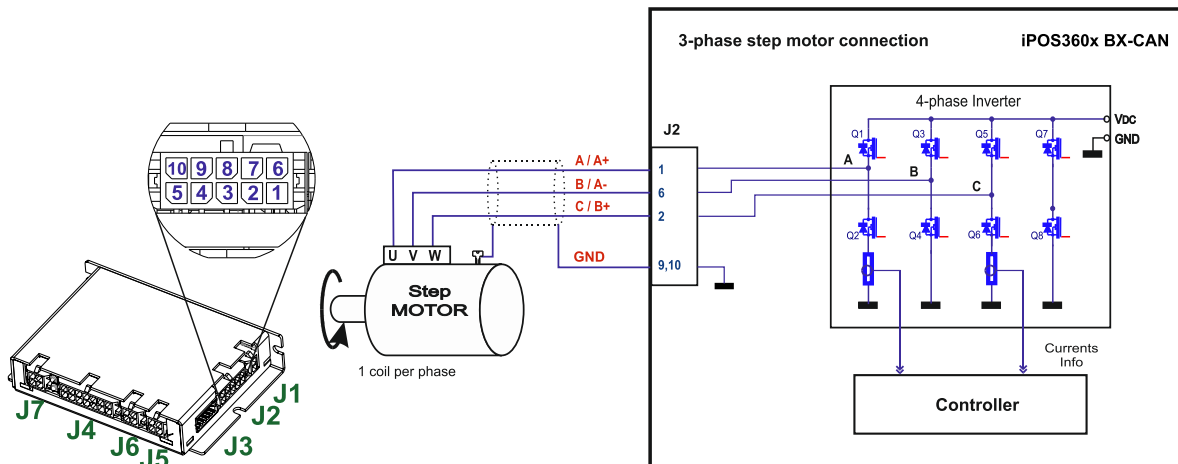 3-phase step motor connection
iPOS360x BX-CAN
4-phase Inverter
VDC
GND
Q1
Q3
Q5
Q7
J2
A / A+
1
A
B / A-
6
B
C / B+
2
C
Q2
Q4
Q6
Q8
GND
9,10
10 9 8 7 6
5 4 3 2 1
U V W
Step
MOTOR
1 coil per phase
Currents
Info
Controller
J1
J2
J3
J7
J4
J6
J5